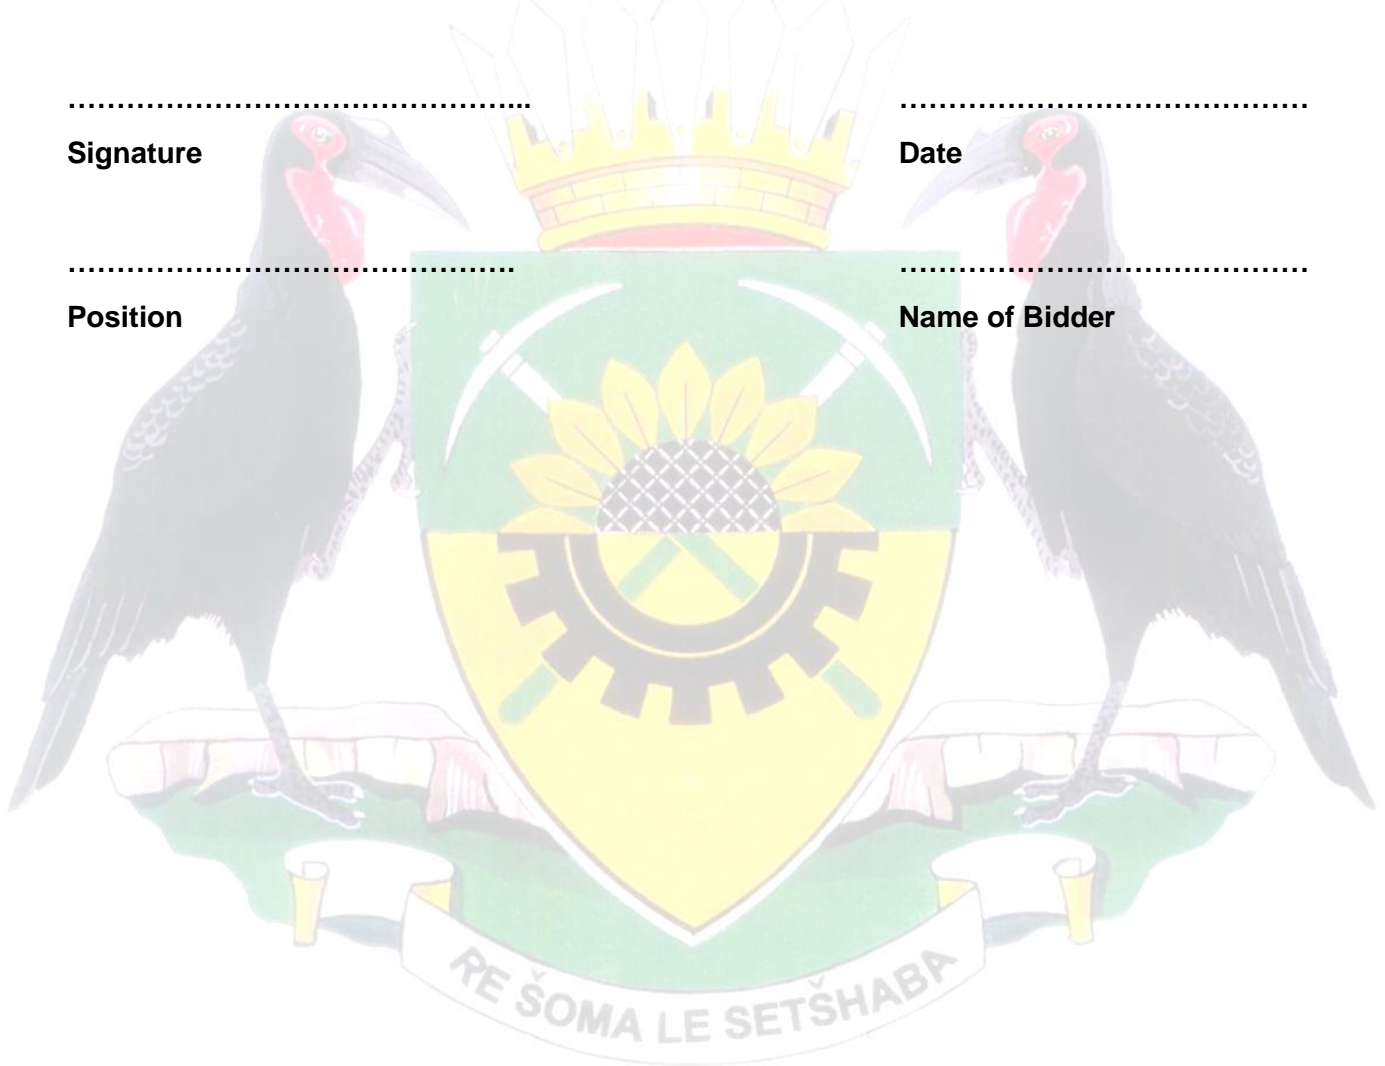 ………………………………………... ……………………………………
Signature Date
………………………………………. ……………………………………
Position Name of Bidder
RE ŠOMA LE SETŠHABA